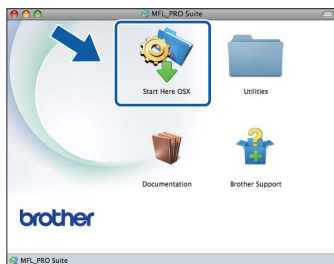 MFL_PRO Suite
Start Here OSX
Utilities
Documentation
Brother Support
brother
MFL_PRO Suite